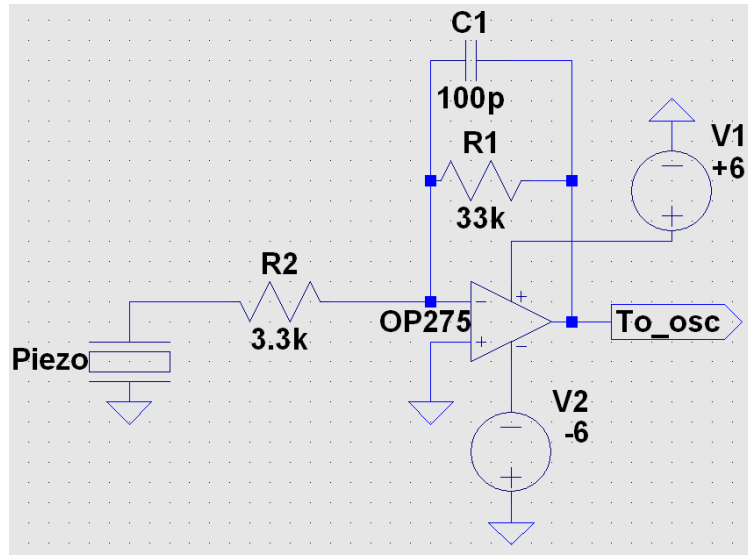 C1
100p
R1
33k
V1
+6
R2
3.3k
OP275
To_osc
Piezo
V2
-6